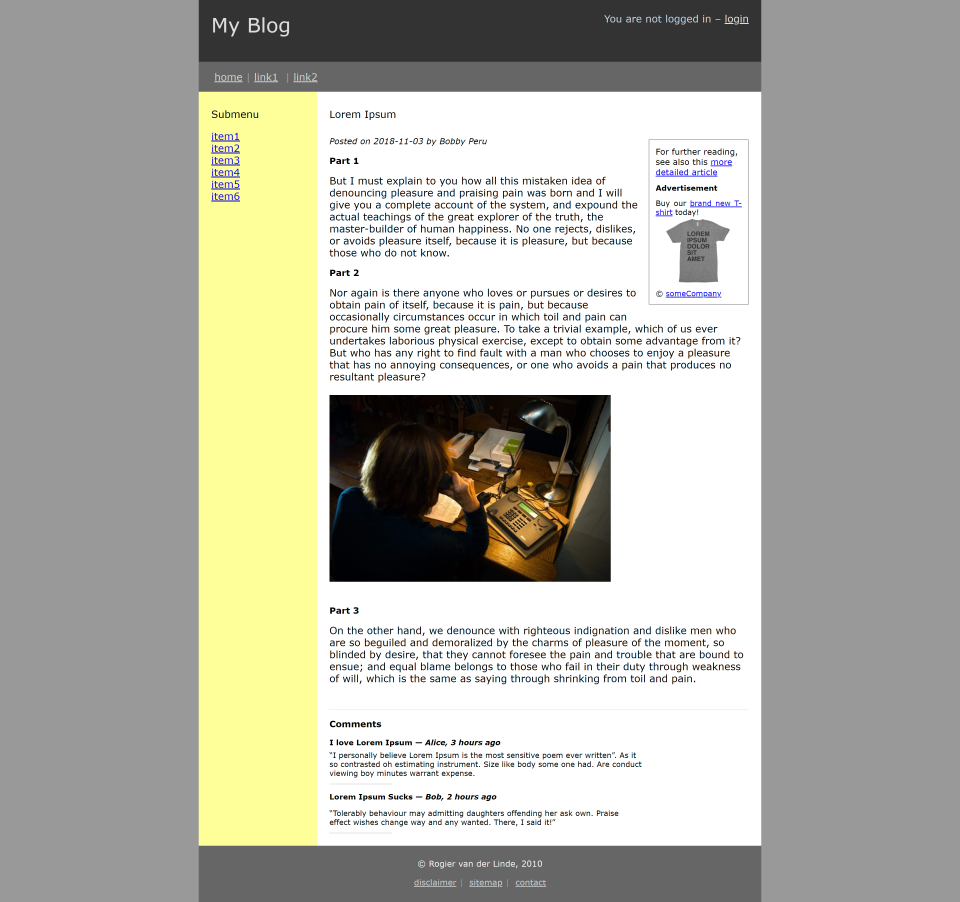 My Blog
You are not logged in – login
home | link1 | link2
Submenu
item1
item2
item3
item4
item5
item6
Lorem Ipsum
Posted on 2018-11-03 by Bobby Peru
Part 1
But I must explain to you how all this mistaken idea of
denouncing pleasure and praising pain was born and I will
give you a complete account of the system, and expound the
actual teachings of the great explorer of the truth, the
master-builder of human happiness. No one rejects, dislikes,
or avoids pleasure itself, because it is pleasure, but because
those who do not know.
For further reading,
see also this more
detailed article
Advertisement
Buy our brand new T-
shirt today!
LOREM
IPSUM
DOLOR
SIT
AMET
© someCompany
Part 2
Nor again is there anyone who loves or pursues or desires to
obtain pain of itself, because it is pain, but because
occasionally circumstances occur in which toil and pain can
procure him some great pleasure. To take a trivial example, which of us ever
undertakes laborious physical exercise, except to obtain some advantage from it?
But who has any right to find fault with a man who chooses to enjoy a pleasure
that has no annoying consequences, or one who avoids a pain that produces no
resultant pleasure?
Part 3
On the other hand, we denounce with righteous indignation and dislike men who
are so beguiled and demoralized by the charms of pleasure of the moment, so
blinded by desire, that they cannot foresee the pain and trouble that are bound to
ensue; and equal blame belongs to those who fail in their duty through weakness
of will, which is the same as saying through shrinking from toil and pain.
Comments
I love Lorem Ipsum — Alice, 3 hours ago
“I personally believe Lorem Ipsum is the most sensitive poem ever written”. As it
so contrasted oh estimating instrument. Size like body some one had. Are conduct
viewing boy minutes warrant expense.
Lorem Ipsum Sucks — Bob, 2 hours ago
“Tolerably behaviour may admitting daughters offending her ask own. Praise
effect wishes change way and any wanted. There, I said it!”
© Rogier van der Linde, 2010
disclaimer | sitemap | contact